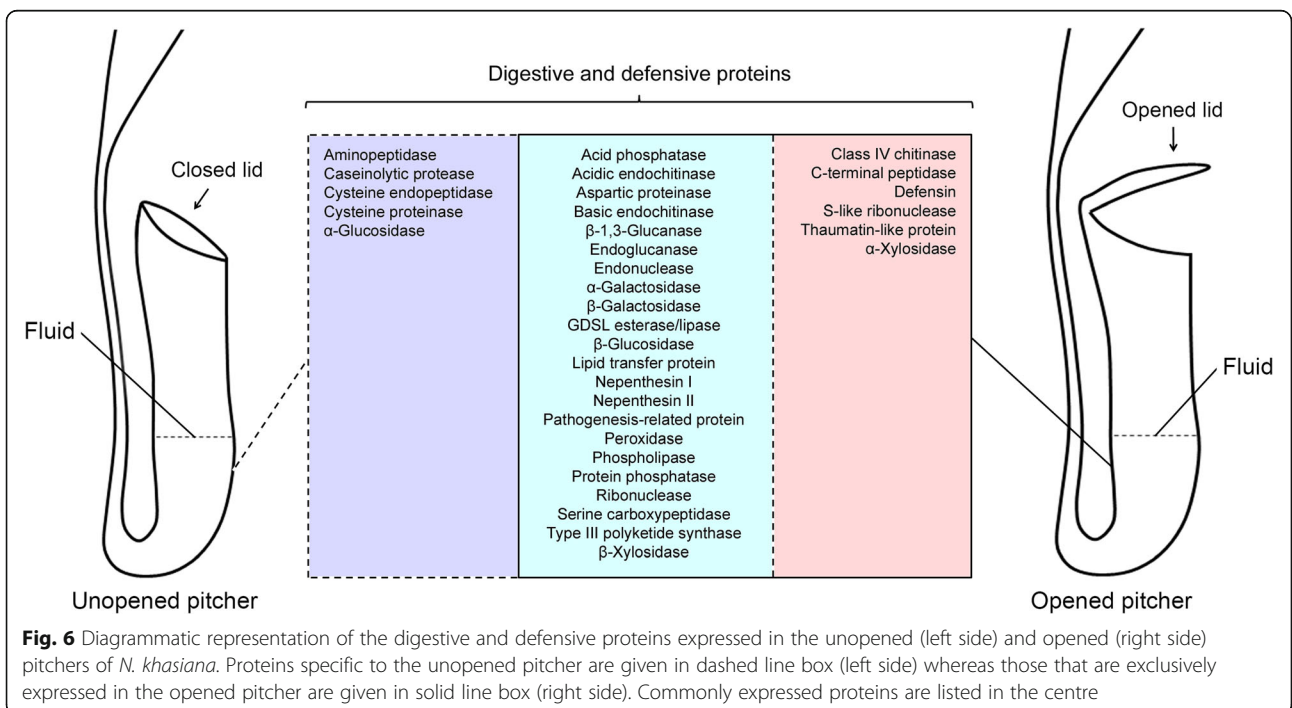 Digestive and defensive proteins
Closed lid
Fluid
Unopened pitcher
Aminopeptidase
Caseinolytic protease
Cysteine endopeptidase
Cysteine proteinase
α-Glucosidase
Acid phosphatase
Acidic endochitinase
Aspartic proteinase
Basic endochitinase
β-1,3-Glucanase
Endoglucanase
Endonuclease
α-Galactosidase
β-Galactosidase
GDSL esterase/lipase
β-Glucosidase
Lipid transfer protein
Nepenthesin I
Nepenthesin II
Pathogenesis-related protein
Peroxidase
Phospholipase
Protein phosphatase
Ribonuclease
Serine carboxypeptidase
Type III polyketide synthase
β-Xylosidase
Class IV chitinase
C-terminal peptidase
Defensin
S-like ribonuclease
Thaumatin-like protein
α-Xylosidase
Opened lid
Fluid
Opened pitcher
Fig. 6 Diagrammatic representation of the digestive and defensive proteins expressed in the unopened (left side) and opened (right side)
pitchers of N. khasiana. Proteins specific to the unopened pitcher are given in dashed line box (left side) whereas those that are exclusively
expressed in the opened pitcher are given in solid line box (right side). Commonly expressed proteins are listed in the centre